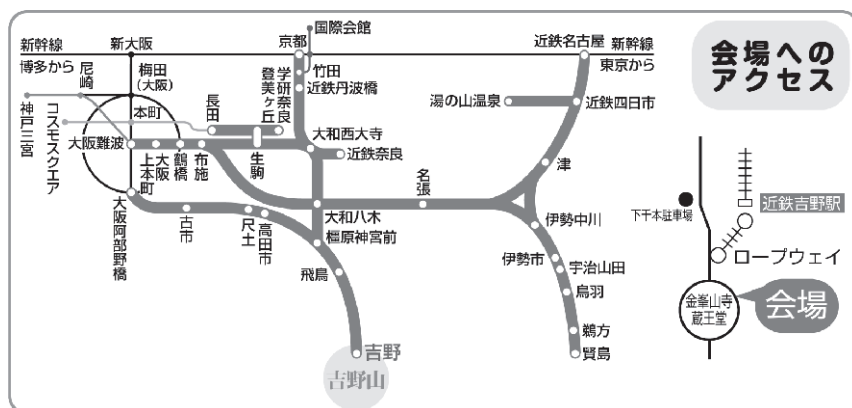 会場への
アクセス
新幹線
博多から
新大阪
国際会館
京都
近鉄名古屋
新幹線
東京から
尼崎
梅田
(大阪)
竹田
近鉄丹波橋
学研奈良
登美ヶ丘
湯の山温泉
近鉄四日市
神戸三宮
コスモスクエア
本町
長田
大阪難波
大阪
上本町
鶴橋
布施
生駒
大和西大寺
近鉄奈良
津
名張
大和八木
伊勢中川
大阪阿部野橋
古市
尺土
高田市
橿原神宮前
飛鳥
伊勢市
宇治山田
鳥羽
鵜方
賢島
吉野
吉野山
下千本駐車場
近鉄吉野駅
ロープウェイ
金峯山寺
蔵王堂
会場